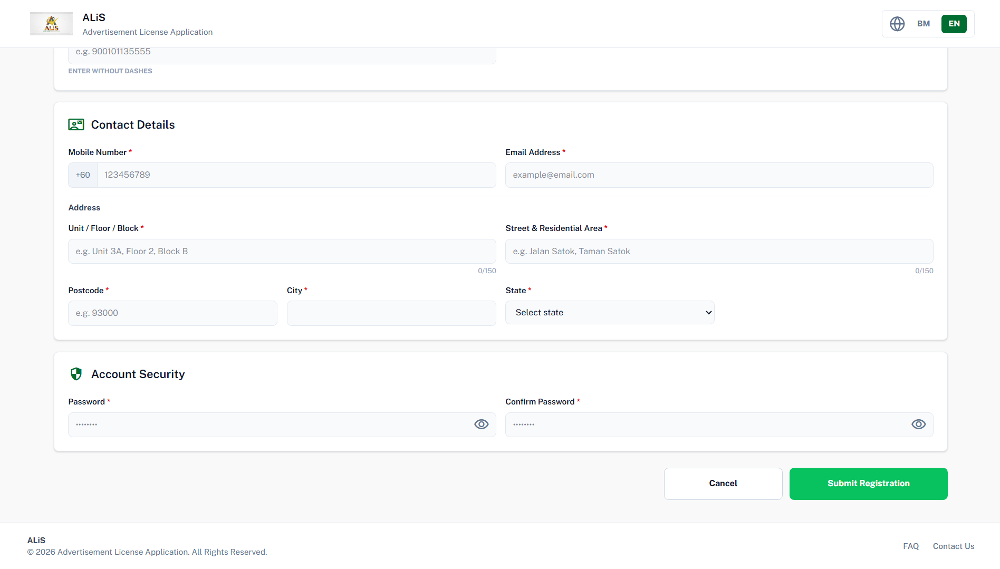 ALiS
ALiS
Advertisement License Application
BM
EN
e.g. 900101135555
ENTER WITHOUT DASHES
Contact Details
Mobile Number *
Email Address *
+60
123456789
example@email.com
Address
Unit / Floor / Block *
Street & Residential Area *
e.g. Unit 3A, Floor 2, Block B
e.g. Jalan Satok, Taman Satok
0/150
0/150
Postcode *
City *
State *
e.g. 93000
Select state
Account Security
Password *
Confirm Password *
••••••••
••••••••
Cancel
Submit Registration
ALiS
© 2026 Advertisement License Application. All Rights Reserved.
FAQ
Contact Us